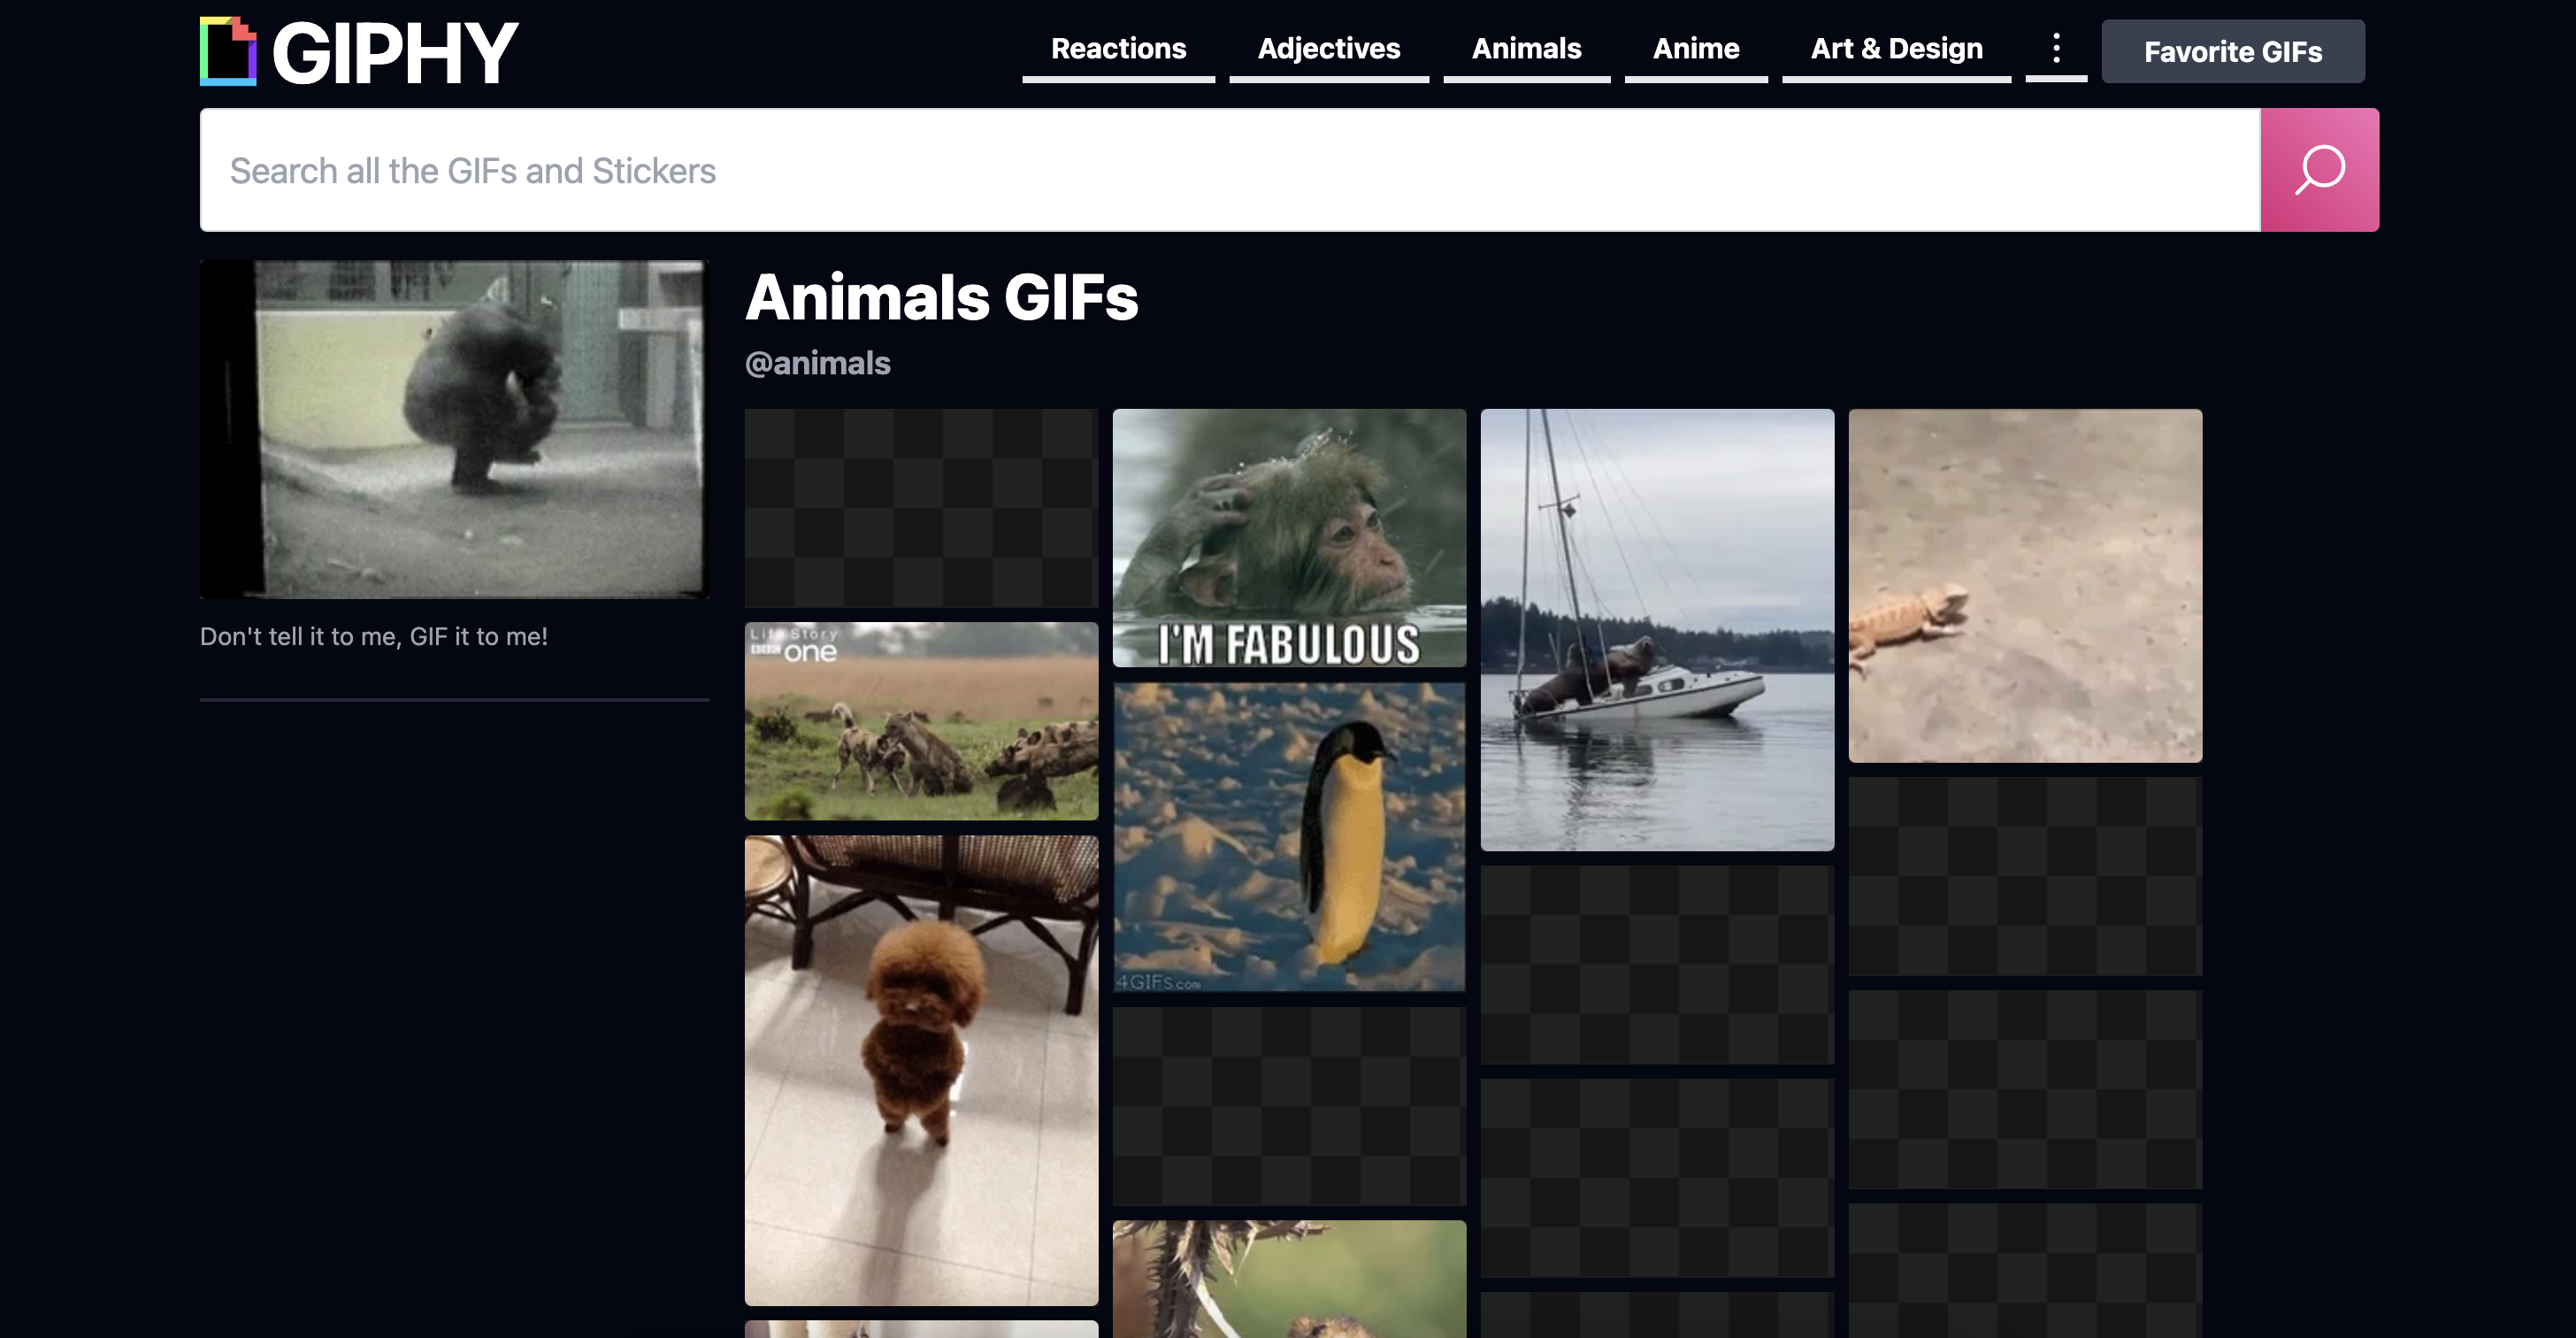 GIPHY
Reactions
Adjectives
Animals
Anime
Art & Design
Favorite GIFs
Search all the GIFs and Stickers
Animals GIFs
@animals
Don't tell it to me, GIF it to me!
Life Story
BBC one
I'M FABULOUS
4GIFs.com